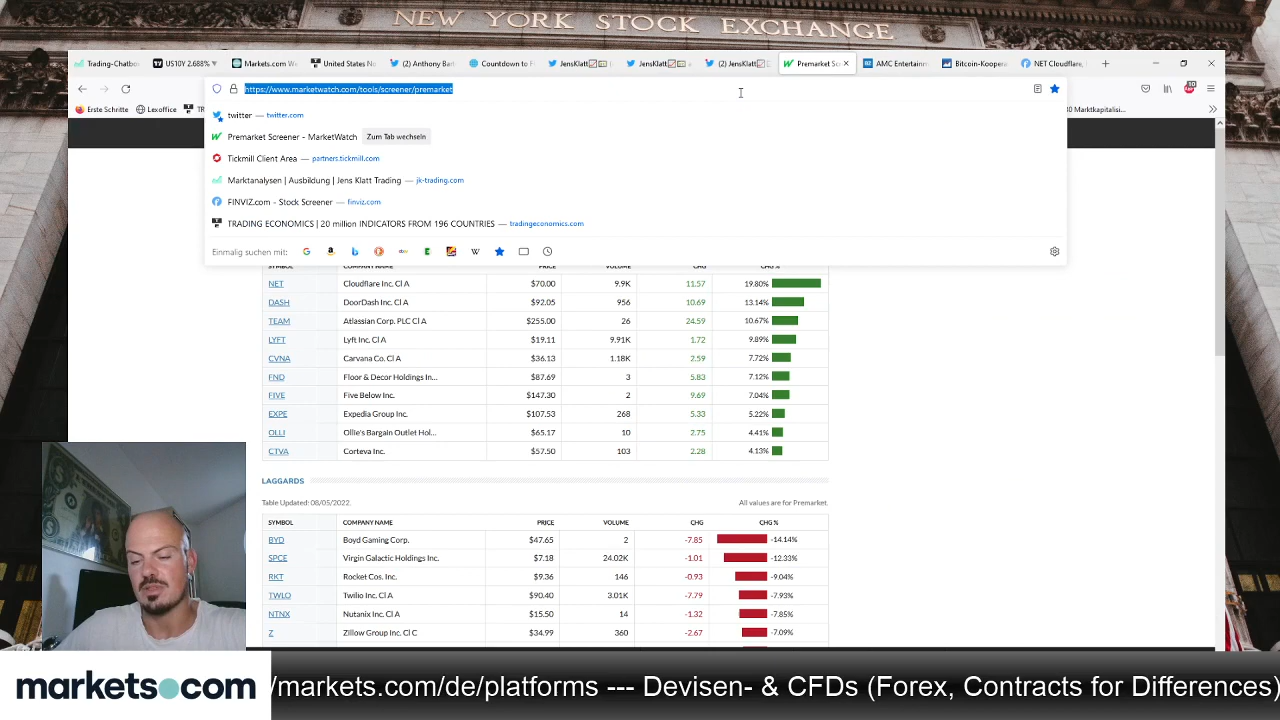 NEW YORK STOCK EXCHANGE
Trading-Chatbo
US10Y 2.688% ▼
Markets.com We
United States No
(2) Anthony Bar
Countdown to F
JensKlatt
JensKlatt
(2) JensKlatt
Premarket Sc
AMC Entertainm
Bitcoin-Koopera
NET Cloudflare,
https://www.marketwatch.com/tools/screener/premarket
Erste Schritte
Lexoffice
TR
30 Marktkapitalisi...
twitter — twitter.com
Premarket Screener - MarketWatch Zum Tab wechseln
Tickmill Client Area — partners.tickmill.com
Marktanalysen | Ausbildung | Jens Klatt Trading — jk-trading.com
FINVIZ.com - Stock Screener — finviz.com
TRADING ECONOMICS | 20 million INDICATORS FROM 196 COUNTRIES — tradingeconomics.com
Einmalig suchen mit:
SYMBOL COMPANY NAME PRICE VOLUME CHG CHG %
NET Cloudflare Inc. Cl A $70.00 9.9K 11.57 19.80%
DASH DoorDash Inc. Cl A $92.05 956 10.69 13.14%
TEAM Atlassian Corp. PLC Cl A $255.00 26 24.59 10.67%
LYFT Lyft Inc. Cl A $19.11 9.91K 1.72 9.89%
CVNA Carvana Co. Cl A $36.13 1.18K 2.59 7.72%
FND Floor & Decor Holdings In... $87.69 3 5.83 7.12%
FIVE Five Below Inc. $147.30 2 9.69 7.04%
EXPE Expedia Group Inc. $107.53 268 5.33 5.22%
OLLI Ollie's Bargain Outlet Hol... $65.17 10 2.75 4.41%
CTVA Corteva Inc. $57.50 103 2.28 4.13%
LAGGARDS
Table Updated: 08/05/2022. All values are for Premarket.
SYMBOL COMPANY NAME PRICE VOLUME CHG CHG %
BYD Boyd Gaming Corp. $47.65 2 -7.85 -14.14%
SPCE Virgin Galactic Holdings Inc. $7.18 24.02K -1.01 -12.33%
RKT Rocket Cos. Inc. $9.36 146 -0.93 -9.04%
TWLO Twilio Inc. Cl A $90.40 3.01K -7.79 -7.93%
NTNX Nutanix Inc. Cl A $15.50 14 -1.32 -7.85%
Z Zillow Group Inc. Cl C $34.99 360 -2.67 -7.09%
markets.com
/markets.com/de/platforms --- Devisen- & CFDs (Forex, Contracts for Differences)